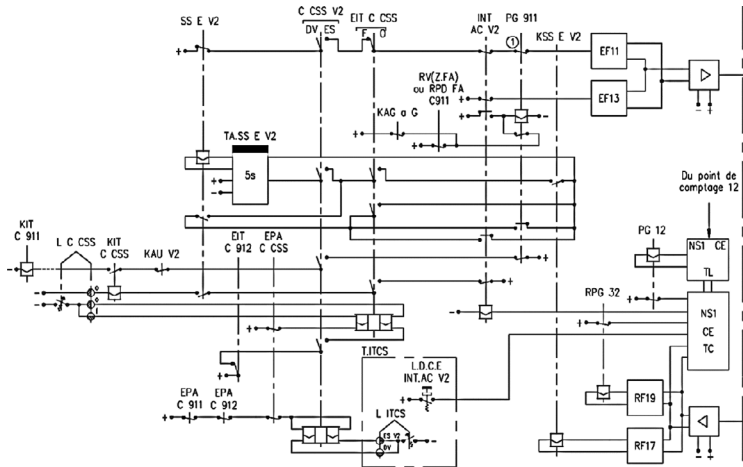 SS E V2
C CSS V2
DV ES
EIT C CSS
F O
INT
AC V2
PG 911
1
KSS E V2
EF11
EF13
RV(Z.FA)
ou RPD FA
C911
KAG a G
TA.SS E V2
5s
Du point de
comptage 12
PG 12
NS1 CE
TL
KIT
C 911
L C CSS
KIT
C CSS
KAU V2
EIT
C 912
EPA
C CSS
RPG 32
NS1
CE
TC
T.ITCS
L.D.C.E
INT.AC V2
EPA
C 911
EPA
C 912
L ITCS
ES V2
DV
RF19
RF17